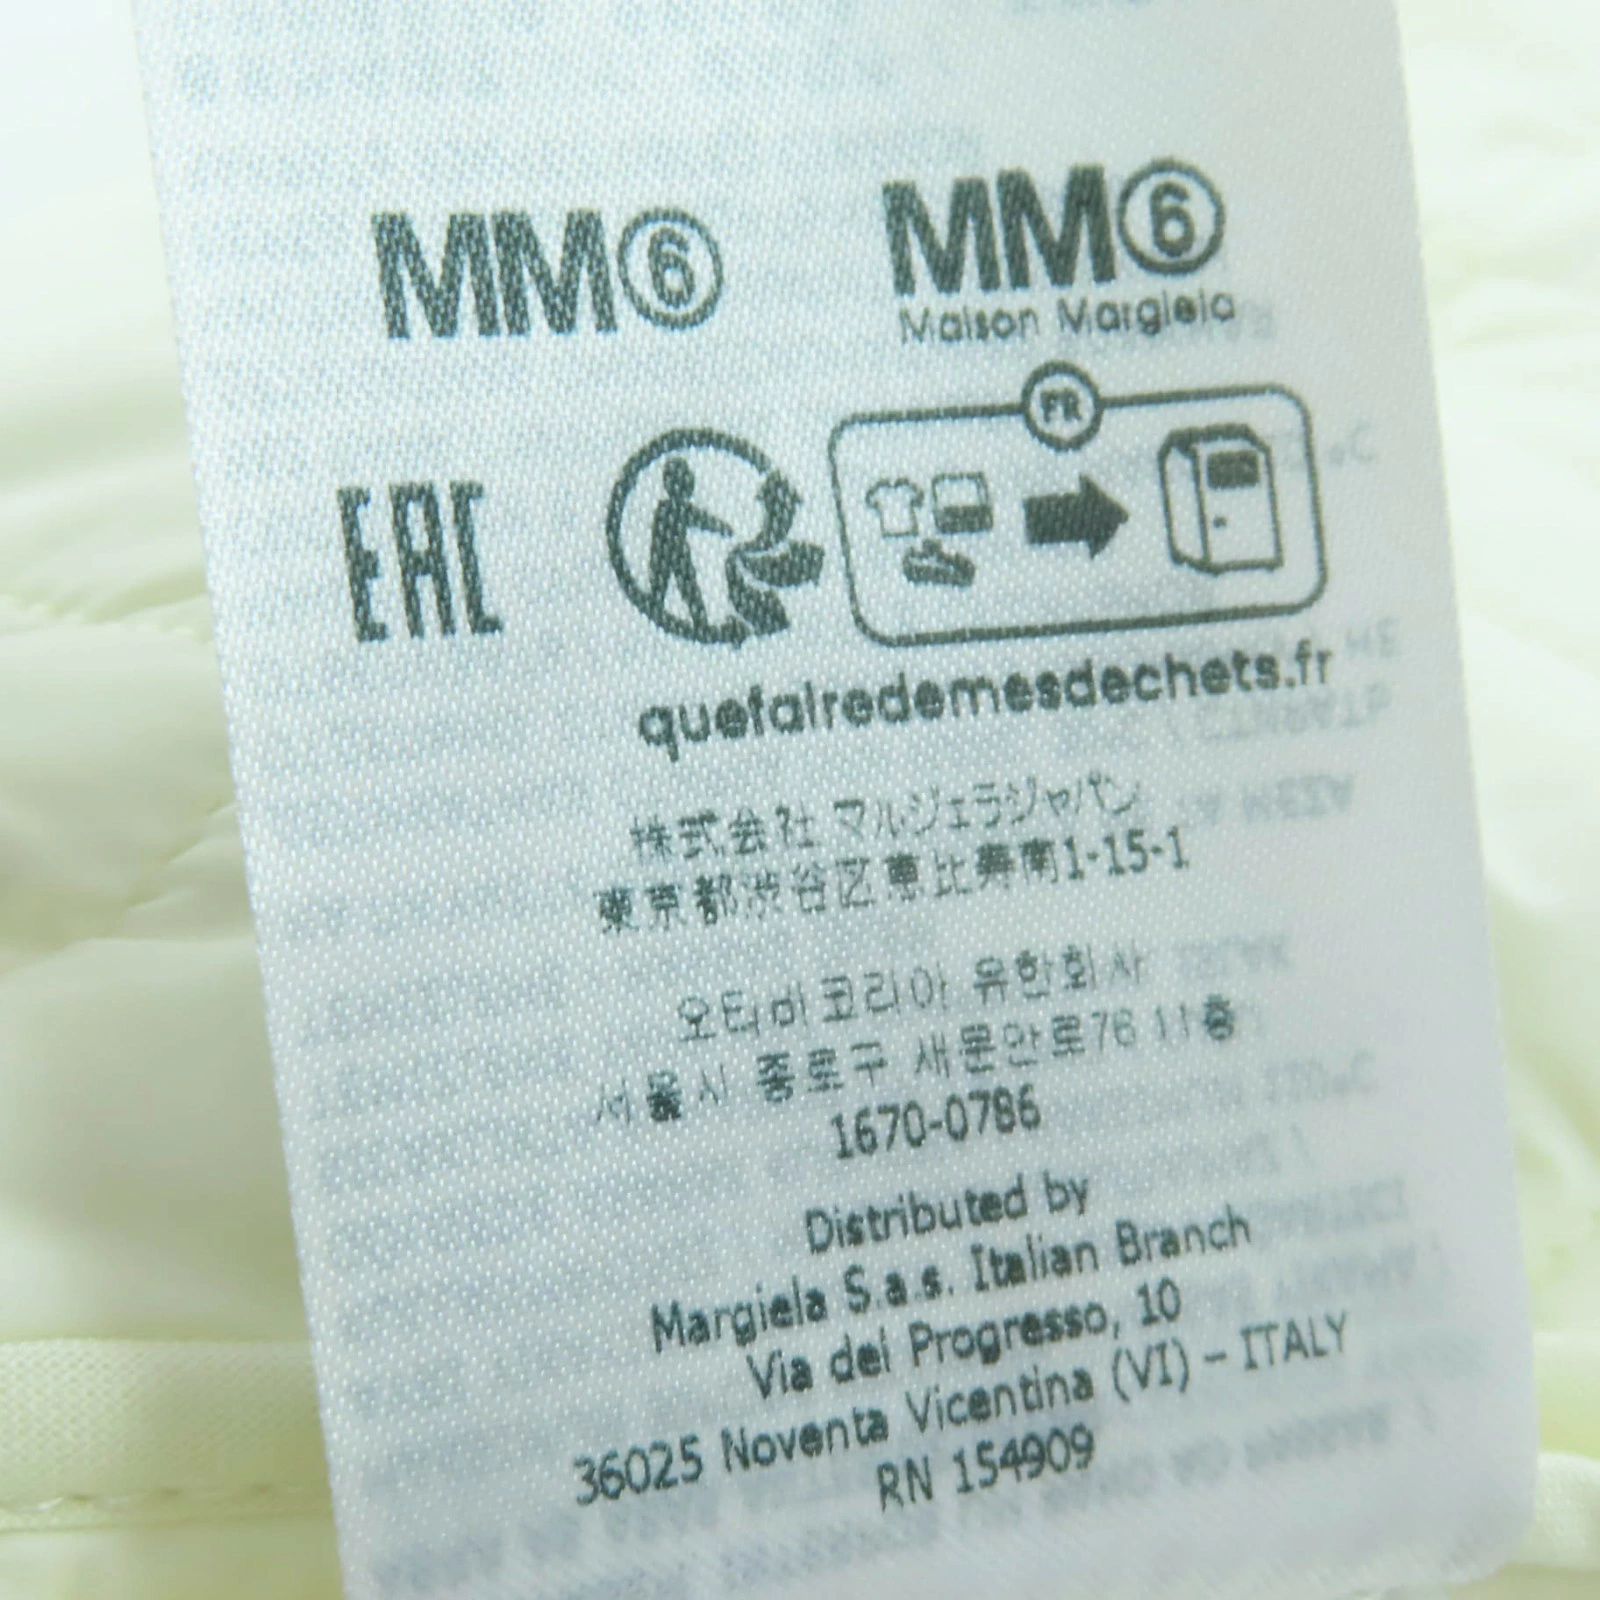 MM⑥
MM⑥
Maison Margiela
FR
EAC
quefairedemesdechets.fr
株式会社 マルジェラジャパン
東京都渋谷区恵比寿南1-15-1
오티비코리아 유한회사
서울시 종로구 새문안로76 11층
1670-0786
Distributed by
Margiela S.a.s. Italian Branch
Via del Progresso, 10
36025 Noventa Vicentina (VI) – ITALY
RN 154909